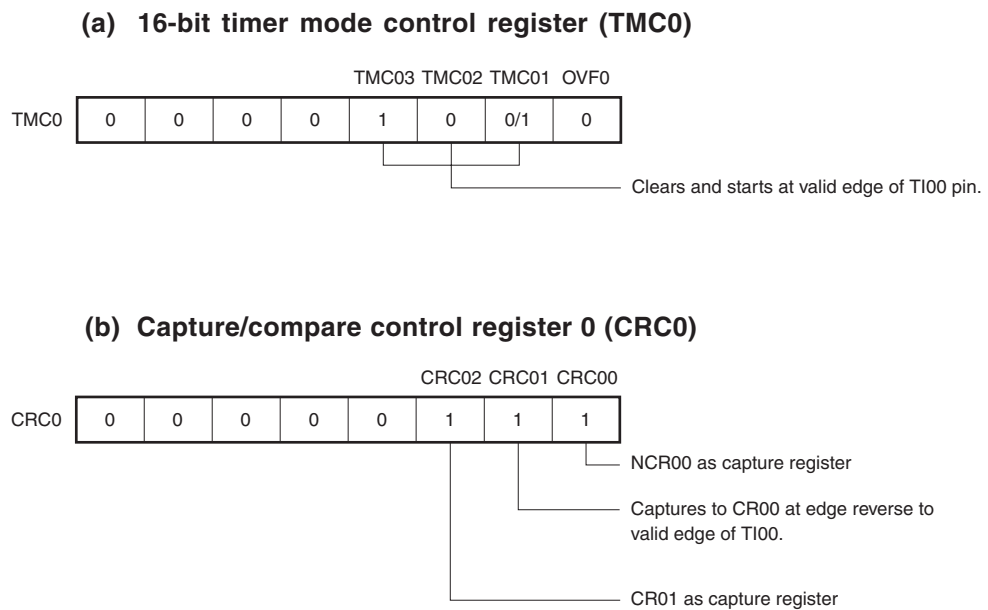 (a) 16-bit timer mode control register (TMC0)
TMC03 TMC02 TMC01 OVF0
TMC0 0 0 0 0 1 0 0/1 0
Clears and starts at valid edge of TI00 pin.
(b) Capture/compare control register 0 (CRC0)
CRC02 CRC01 CRC00
CRC0 0 0 0 0 0 1 1 1
NCR00 as capture register
Captures to CR00 at edge reverse to
valid edge of TI00.
CR01 as capture register